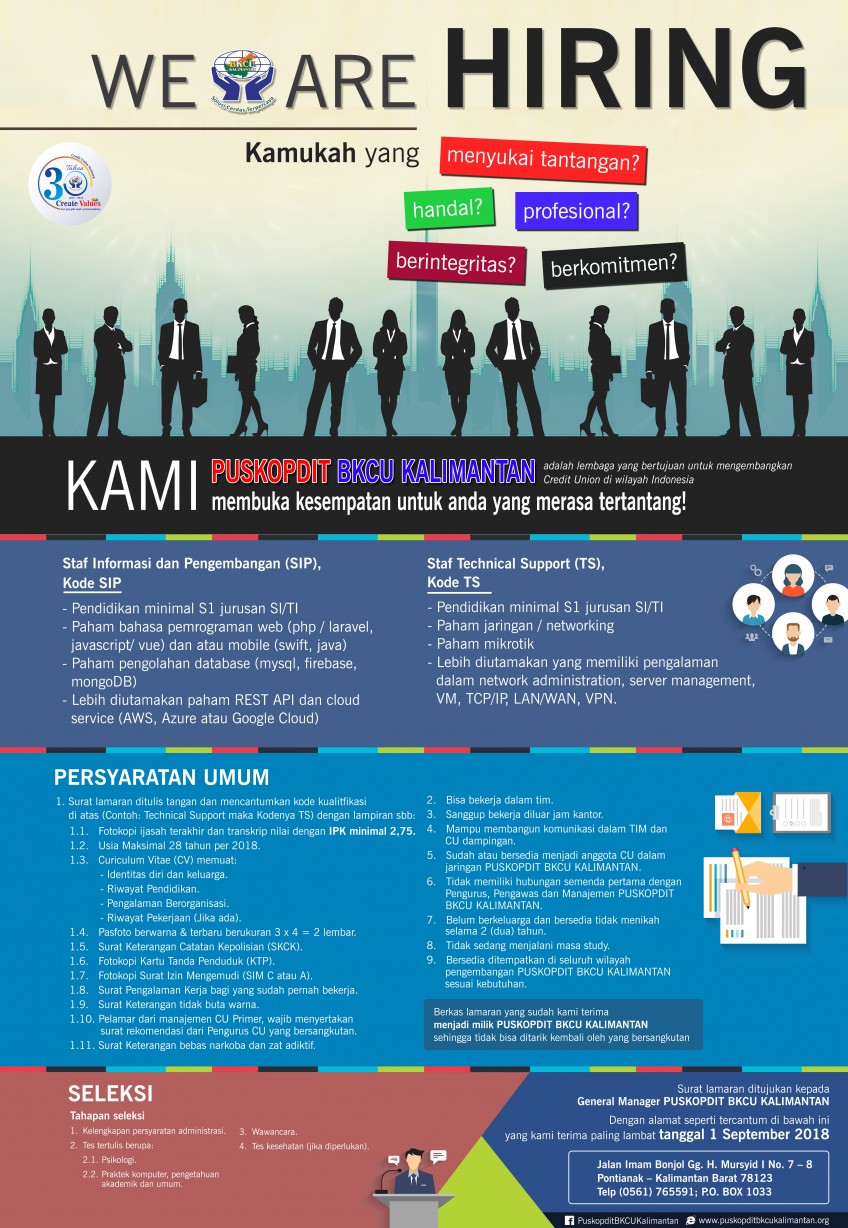 WE ARE HIRING
BKCU
KALIMANTAN
Solusi Cerdas Terpercaya
Kamukah yang
menyukai tantangan?
handal?
profesional?
berintegritas?
berkomitmen?
30
Tahun
Create Values
KAMI PUSKOPDIT BKCU KALIMANTAN
adalah lembaga yang bertujuan untuk mengembangkan
Credit Union di wilayah Indonesia
membuka kesempatan untuk anda yang merasa tertantang!
Staf Informasi dan Pengembangan (SIP),
Kode SIP
- Pendidikan minimal S1 jurusan SI/TI
- Paham bahasa pemrograman web (php / laravel,
javascript/ vue) dan atau mobile (swift, java)
- Paham pengolahan database (mysql, firebase,
mongoDB)
- Lebih diutamakan paham REST API dan cloud
service (AWS, Azure atau Google Cloud)
Staf Technical Support (TS),
Kode TS
- Pendidikan minimal S1 jurusan SI/TI
- Paham jaringan / networking
- Paham mikrotik
- Lebih diutamakan yang memiliki pengalaman
dalam network administration, server management,
VM, TCP/IP, LAN/WAN, VPN.
PERSYARATAN UMUM
1. Surat lamaran ditulis tangan dan mencantumkan kode kualitfikasi
di atas (Contoh: Technical Support maka Kodenya TS) dengan lampiran sbb:
1.1. Fotokopi ijasah terakhir dan transkrip nilai dengan IPK minimal 2,75.
1.2. Usia Maksimal 28 tahun per 2018.
1.3. Curiculum Vitae (CV) memuat:
- Identitas diri dan keluarga.
- Riwayat Pendidikan.
- Pengalaman Berorganisasi.
- Riwayat Pekerjaan (Jika ada).
1.4. Pasfoto berwarna & terbaru berukuran 3 x 4 = 2 lembar.
1.5. Surat Keterangan Catatan Kepolisian (SKCK).
1.6. Fotokopi Kartu Tanda Penduduk (KTP).
1.7. Fotokopi Surat Izin Mengemudi (SIM C atau A).
1.8. Surat Pengalaman Kerja bagi yang sudah pernah bekerja.
1.9. Surat Keterangan tidak buta warna.
1.10. Pelamar dari manajemen CU Primer, wajib menyertakan
surat rekomendasi dari Pengurus CU yang bersangkutan.
1.11. Surat Keterangan bebas narkoba dan zat adiktif.
2. Bisa bekerja dalam tim.
3. Sanggup bekerja diluar jam kantor.
4. Mampu membangun komunikasi dalam TIM dan
CU dampingan.
5. Sudah atau bersedia menjadi anggota CU dalam
jaringan PUSKOPDIT BKCU KALIMANTAN.
6. Tidak memiliki hubungan semenda pertama dengan
Pengurus, Pengawas dan Manajemen PUSKOPDIT
BKCU KALIMANTAN.
7. Belum berkeluarga dan bersedia tidak menikah
selama 2 (dua) tahun.
8. Tidak sedang menjalani masa study.
9. Bersedia ditempatkan di seluruh wilayah
pengembangan PUSKOPDIT BKCU KALIMANTAN
sesuai kebutuhan.
Berkas lamaran yang sudah kami terima
menjadi milik PUSKOPDIT BKCU KALIMANTAN
sehingga tidak bisa ditarik kembali oleh yang bersangkutan
SELEKSI
Tahapan seleksi
1. Kelengkapan persyaratan administrasi.
2. Tes tertulis berupa:
2.1. Psikologi.
2.2. Praktek komputer, pengetahuan
akademik dan umum.
3. Wawancara.
4. Tes kesehatan (jika diperlukan).
Surat lamaran ditujukan kepada
General Manager PUSKOPDIT BKCU KALIMANTAN
Dengan alamat seperti tercantum di bawah ini
yang kami terima paling lambat tanggal 1 September 2018
Jalan Imam Bonjol Gg. H. Mursyid I No. 7 – 8
Pontianak – Kalimantan Barat 78123
Telp (0561) 765591; P.O. BOX 1033
PuskopditBKCUKalimantan
www.puskopditbkcukalimantan.org